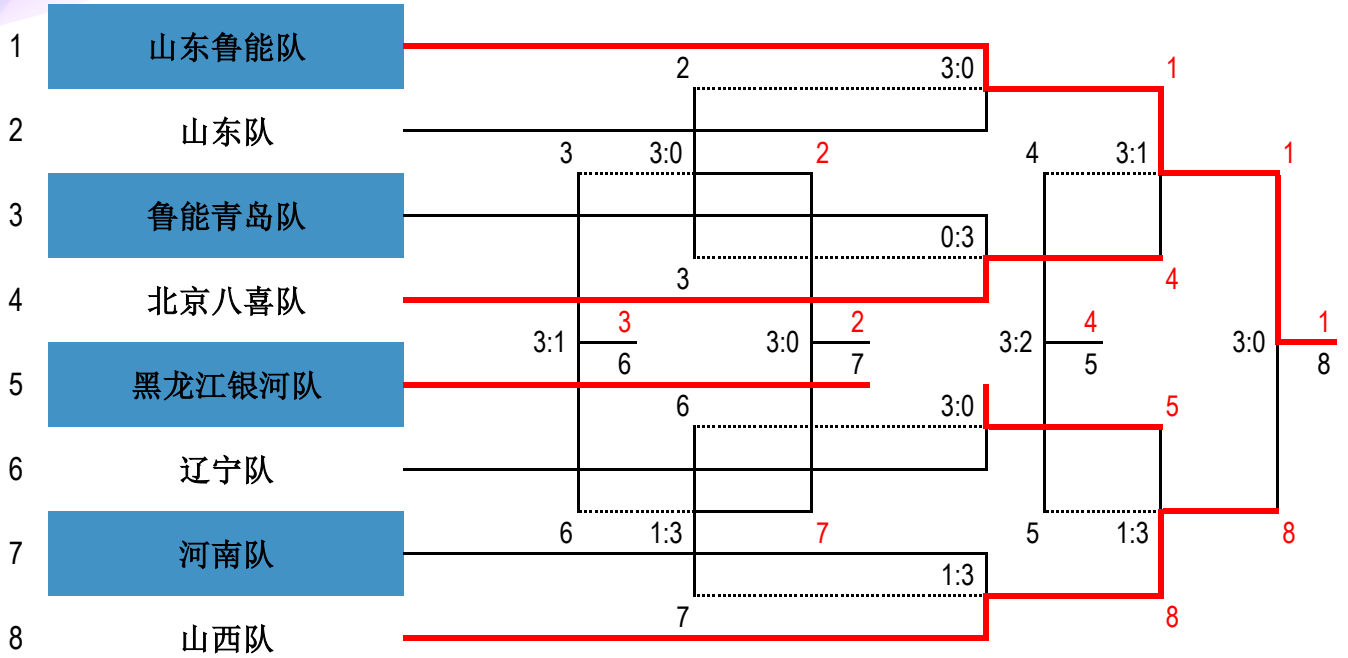 1 山东鲁能队
2 3:0 1
2 山东队
3 3:0 2 4 3:1 1
3 鲁能青岛队
0:3
3 4
4 北京八喜队
3 2 4 1
3:1 3:0 3:2 3:0
6 7 5 8
5 黑龙江银河队
6 3:0 5
6 辽宁队
6 1:3 7 5 1:3 8
7 河南队
1:3
7 8
8 山西队